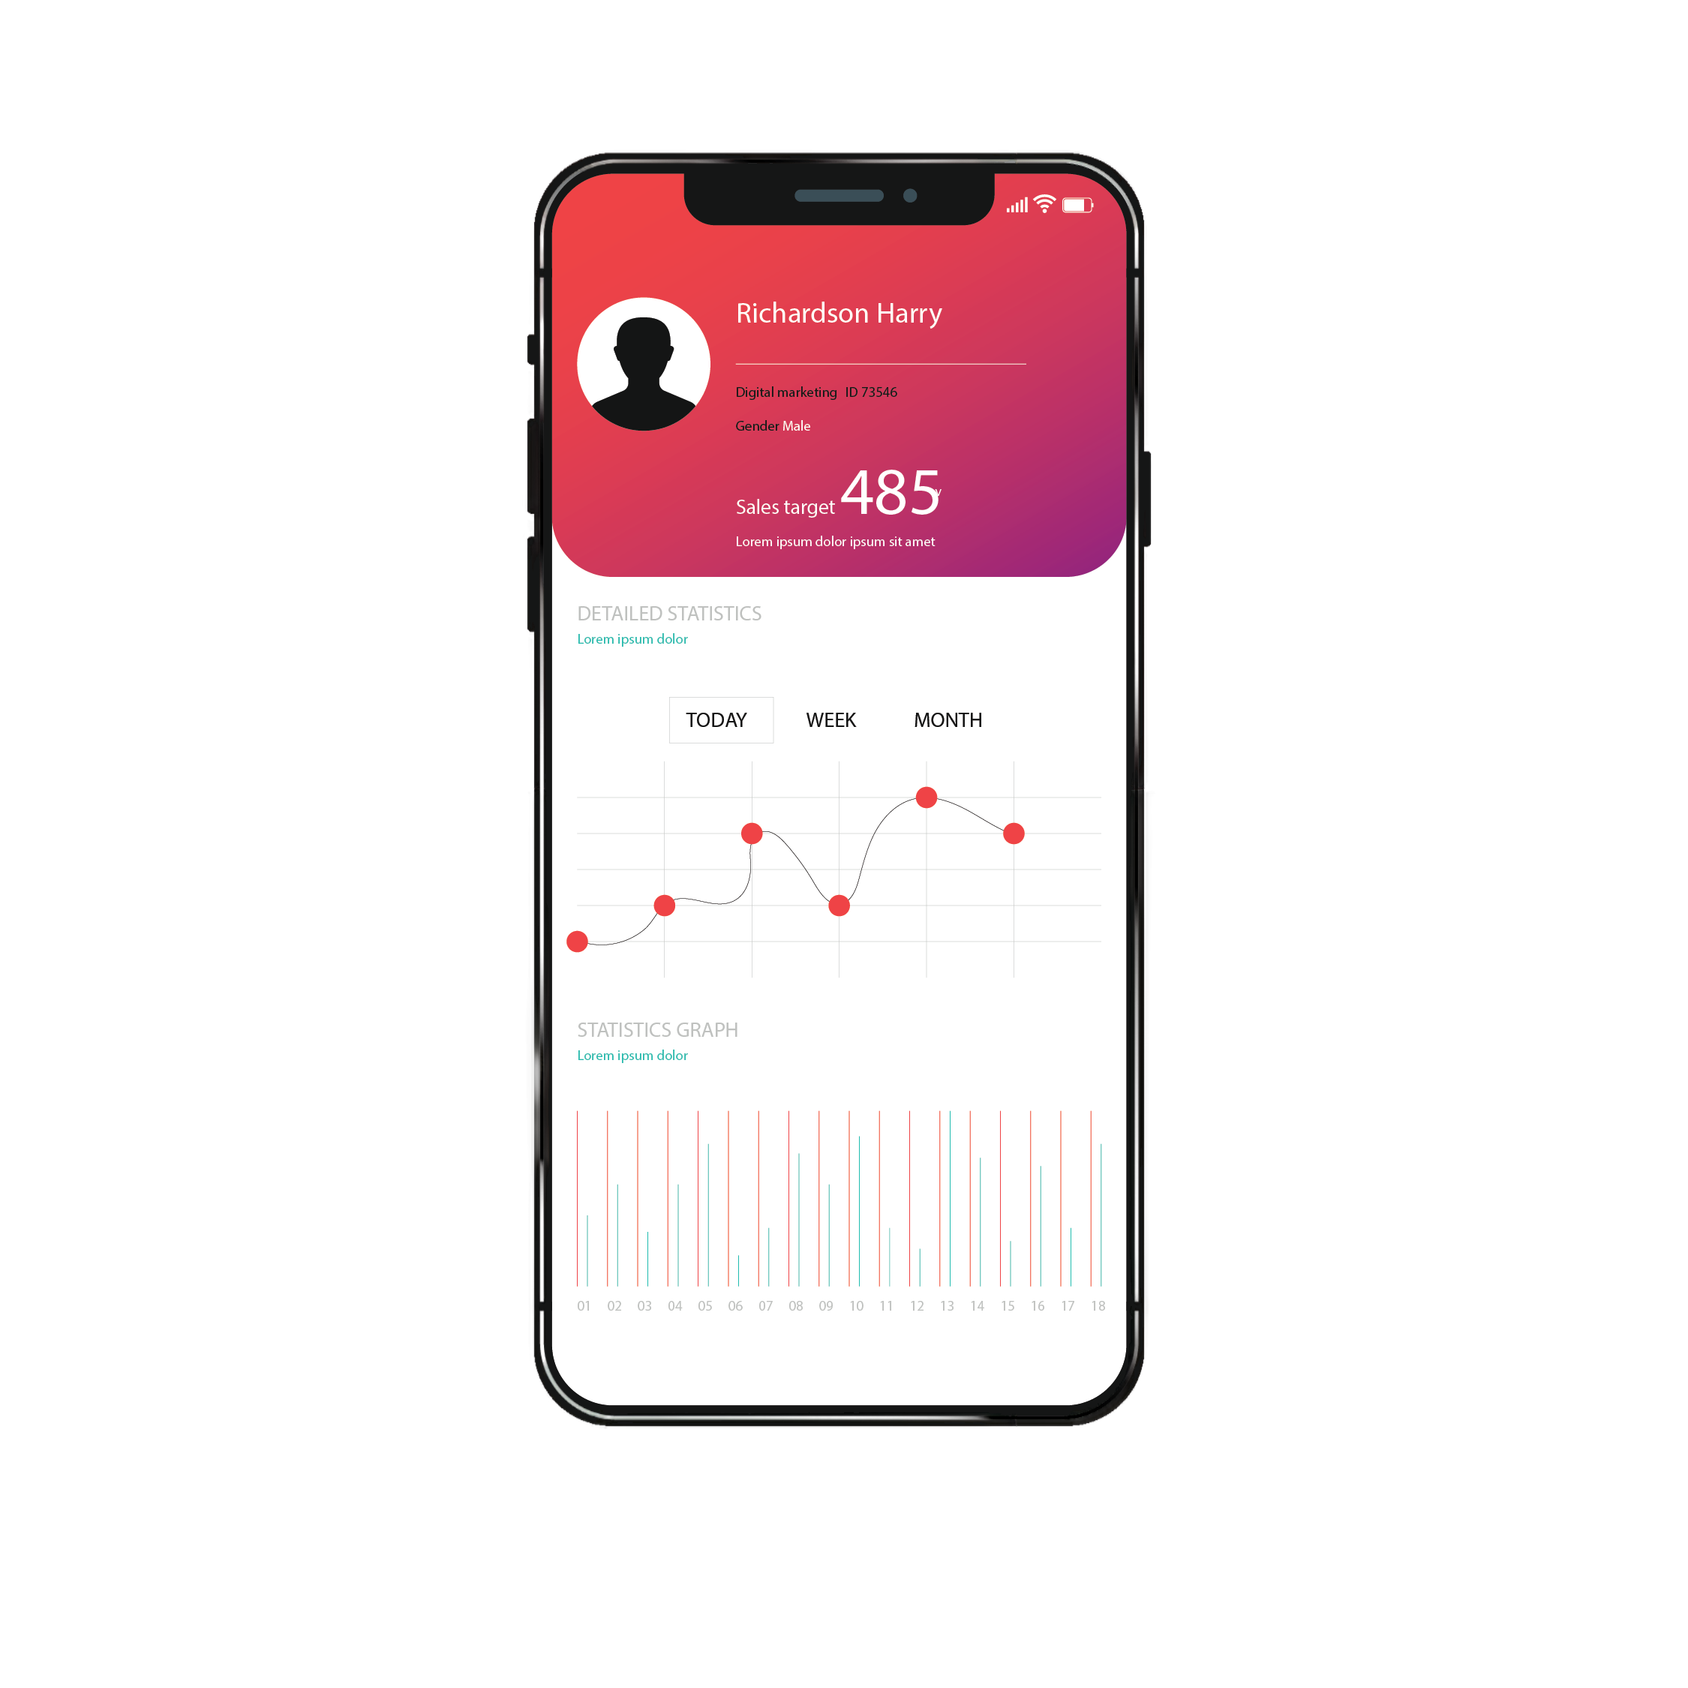 Richardson Harry
Digital marketing ID 73546
Gender Male
Sales target 485y
Lorem ipsum dolor ipsum sit amet
DETAILED STATISTICS
Lorem ipsum dolor
TODAY WEEK MONTH
STATISTICS GRAPH
Lorem ipsum dolor
01 02 03 04 05 06 07 08 09 10 11 12 13 14 15 16 17 18